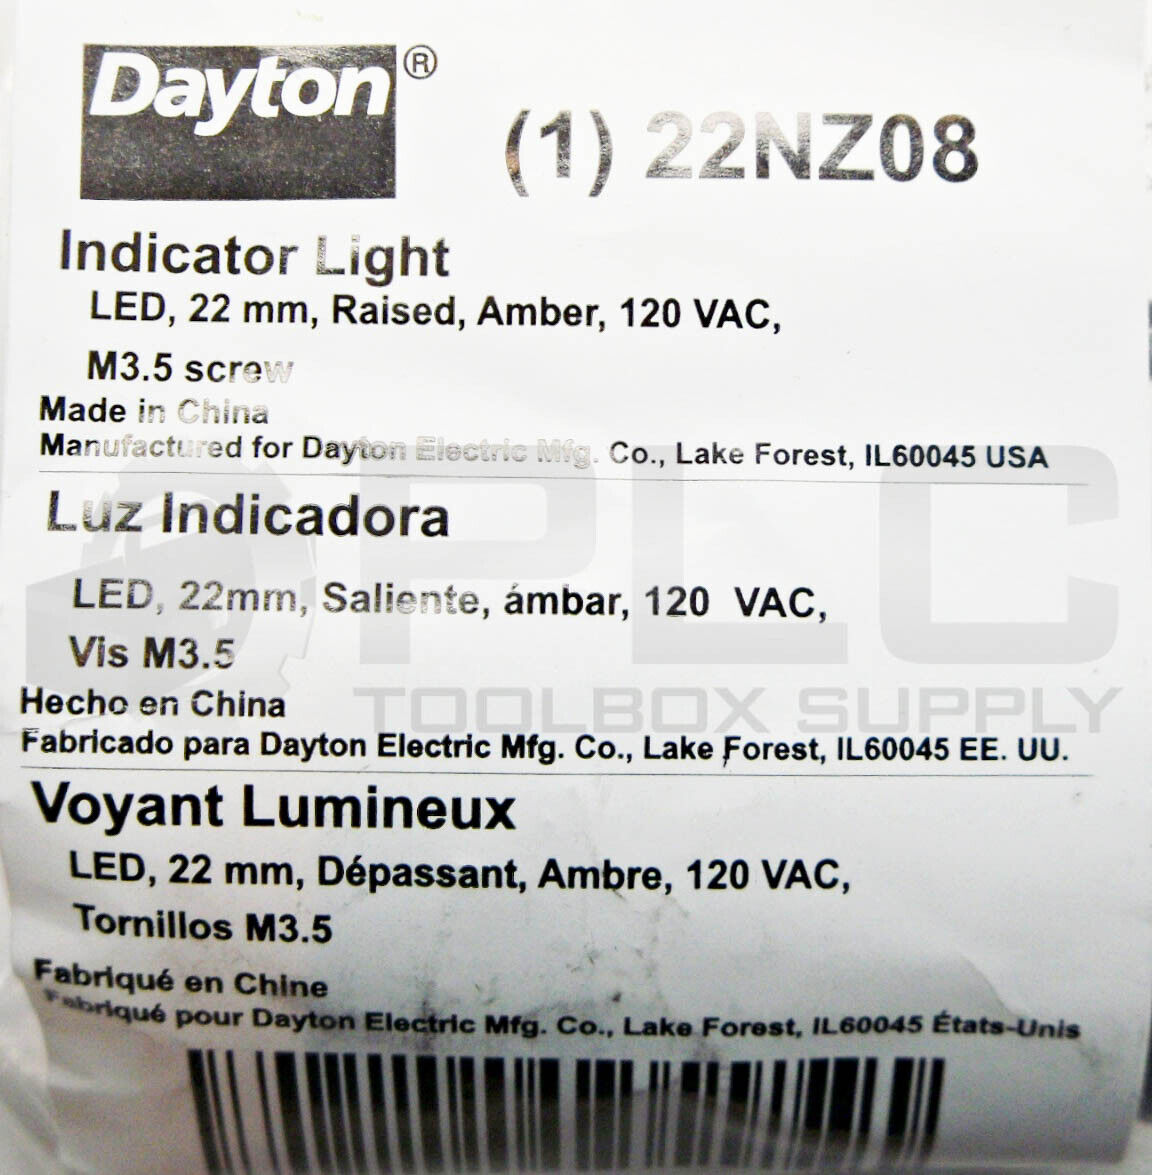 Dayton®
(1) 22NZ08
Indicator Light
LED, 22 mm, Raised, Amber, 120 VAC,
M3.5 screw
Made in China
Manufactured for Dayton Electric Mfg. Co., Lake Forest, IL60045 USA
Luz Indicadora
LED, 22mm, Saliente, ámbar, 120 VAC,
Vis M3.5
Hecho en China
Fabricado para Dayton Electric Mfg. Co., Lake Forest, IL60045 EE. UU.
Voyant Lumineux
LED, 22 mm, Dépassant, Ambre, 120 VAC,
Tornillos M3.5
Fabriqué en Chine
Fabriqué pour Dayton Electric Mfg. Co., Lake Forest, IL60045 États-Unis
PLC
TOOLBOX SUPPLY